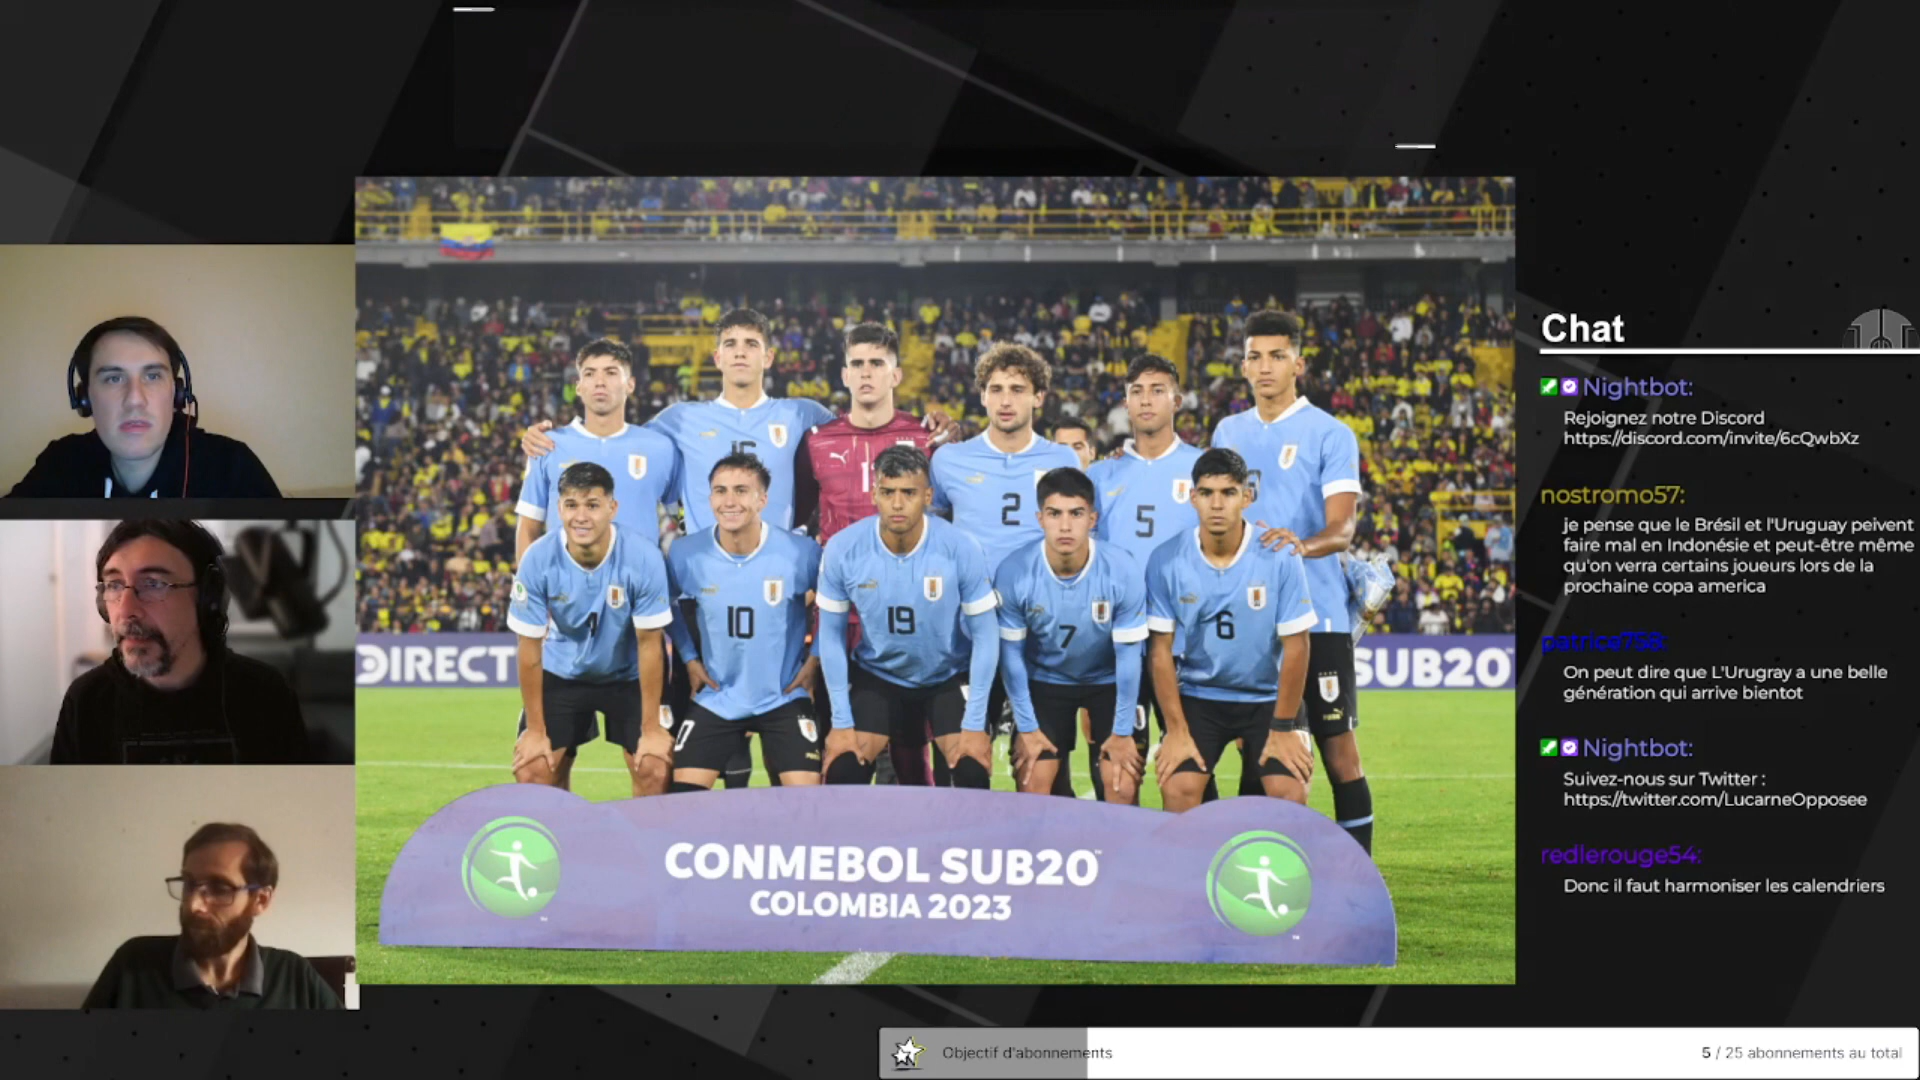 DIRECT
SUB20
16
1
2
5
4
10
19
7
6
CONMEBOL SUB20™
COLOMBIA 2023
Chat
Nightbot:
Rejoignez notre Discord
https://discord.com/invite/6cQwbXz
nostromo57:
je pense que le Brésil et l'Uruguay peivent
faire mal en Indonésie et peut-être même
qu'on verra certains joueurs lors de la
prochaine copa america
patrice758:
On peut dire que L'Urugray a une belle
génération qui arrive bientot
Nightbot:
Suivez-nous sur Twitter :
https://twitter.com/LucarneOpposee
redlerouge54:
Donc il faut harmoniser les calendriers
Objectif d'abonnements
5 / 25 abonnements au total